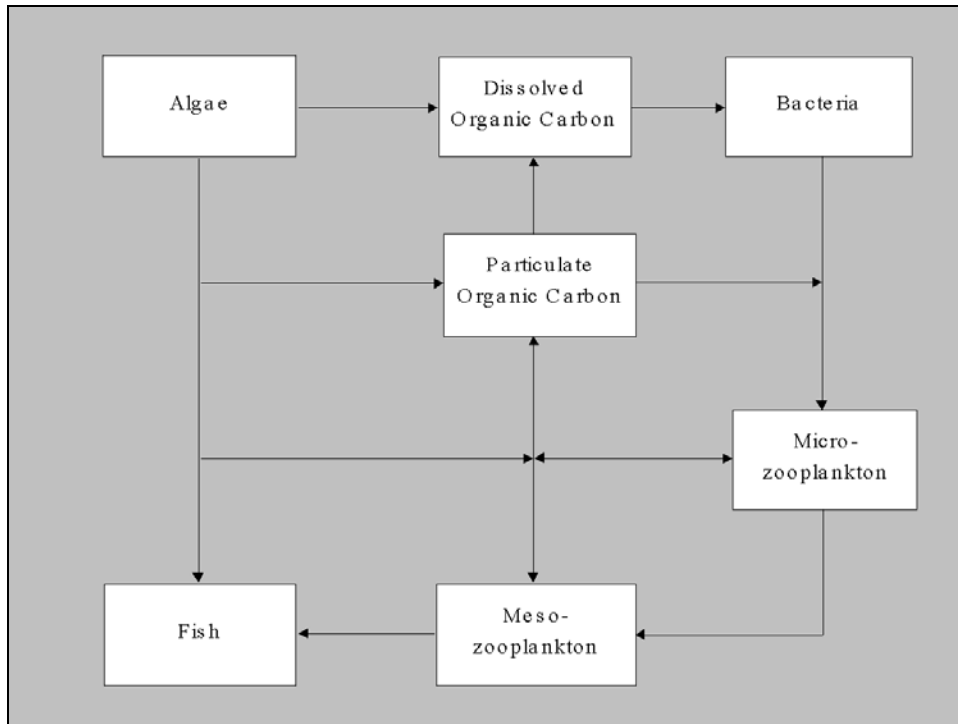 Algae
Dissolved
Organic Carbon
Bacteria
Particulate
Organic Carbon
Micro-
zooplankton
Fish
Meso-
zooplankton